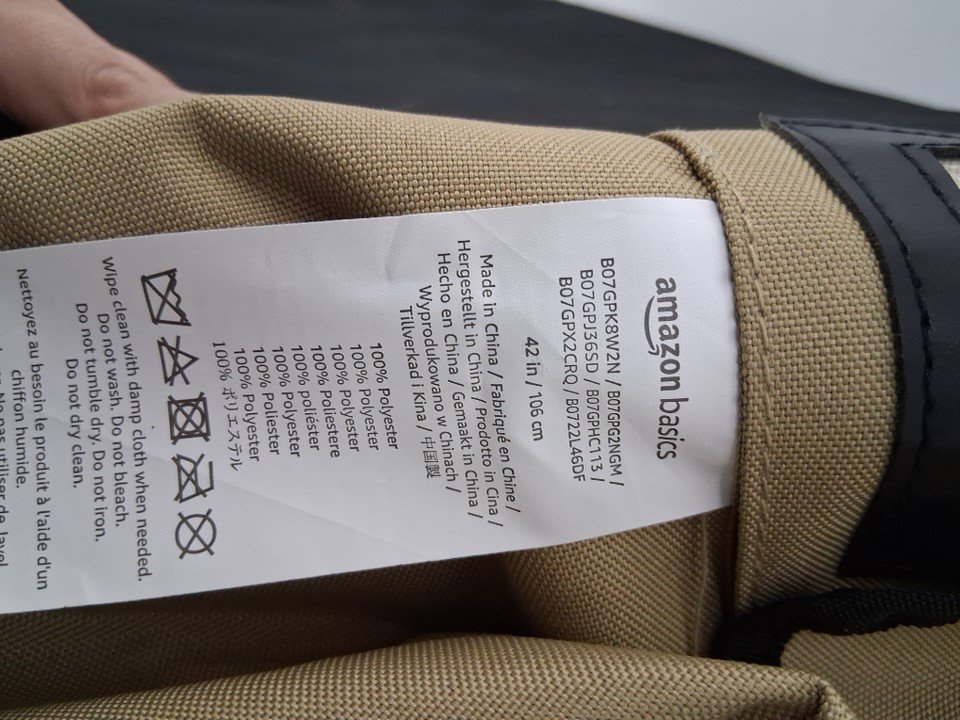 amazon basics
B07GPK8W2N / B07GPG2NGM /
B07GPJ36SD / B07GPHC113 /
B07GPX2CRQ / B0722L46DF
42 in / 106 cm
Made in China / Fabriqué en Chine /
Hergestellt in China / Prodotto in Cina /
Hecho en China / Gemaakt in China /
Wyprodukowano w Chinach /
Tillverkad i Kina / 中国製
100% Polyester
100% Polyester
100% Polyester
100% poliestere
100% poliéster
100% Polyester
100% Poliester
100% Polyester
100% ポリエステル
Wipe clean with damp cloth when needed.
Do not wash. Do not bleach.
Do not tumble dry. Do not iron.
Do not dry clean.
Nettoyez au besoin le produit à l'aide d'un
chiffon humide.